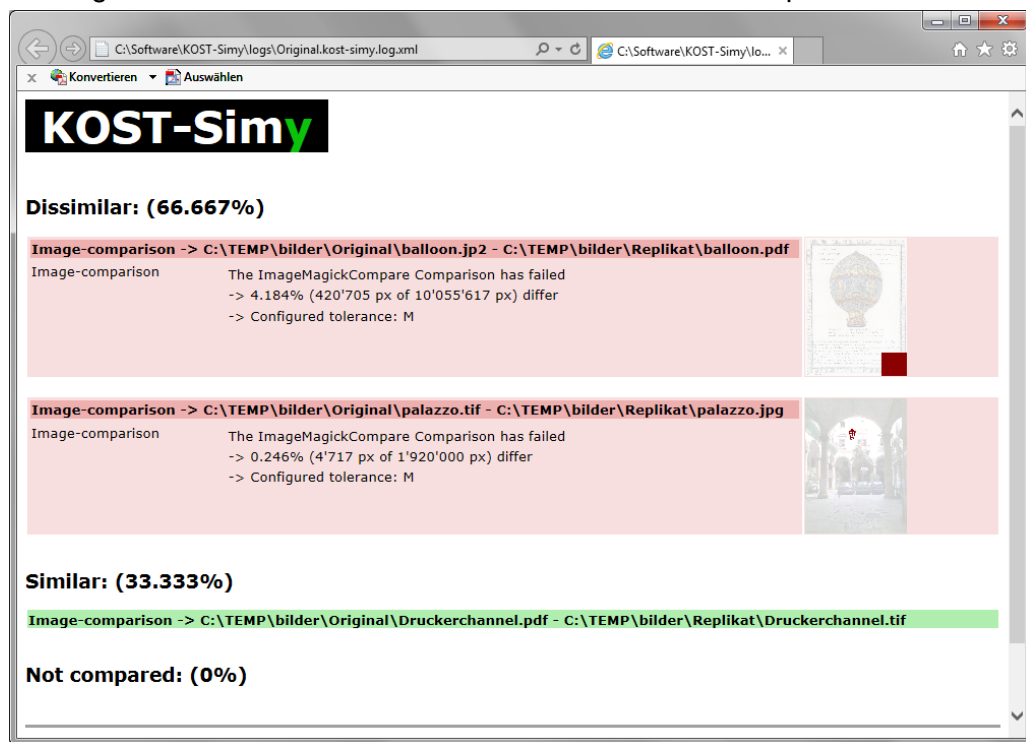 C:\Software\KOST-Simy\logs\Original.kost-simy.log.xml
C:\Software\KOST-Simy\lo...
x Konvertieren Auswählen
KOST-Simy
Dissimilar: (66.667%)
Image-comparison -> C:\TEMP\bilder\Original\balloon.jp2 - C:\TEMP\bilder\Replikat\balloon.pdf
Image-comparison The ImageMagickCompare Comparison has failed
-> 4.184% (420'705 px of 10'055'617 px) differ
-> Configured tolerance: M
Image-comparison -> C:\TEMP\bilder\Original\palazzo.tif - C:\TEMP\bilder\Replikat\palazzo.jpg
Image-comparison The ImageMagickCompare Comparison has failed
-> 0.246% (4'717 px of 1'920'000 px) differ
-> Configured tolerance: M
Similar: (33.333%)
Image-comparison -> C:\TEMP\bilder\Original\Druckerchannel.pdf - C:\TEMP\bilder\Replikat\Druckerchannel.tif
Not compared: (0%)